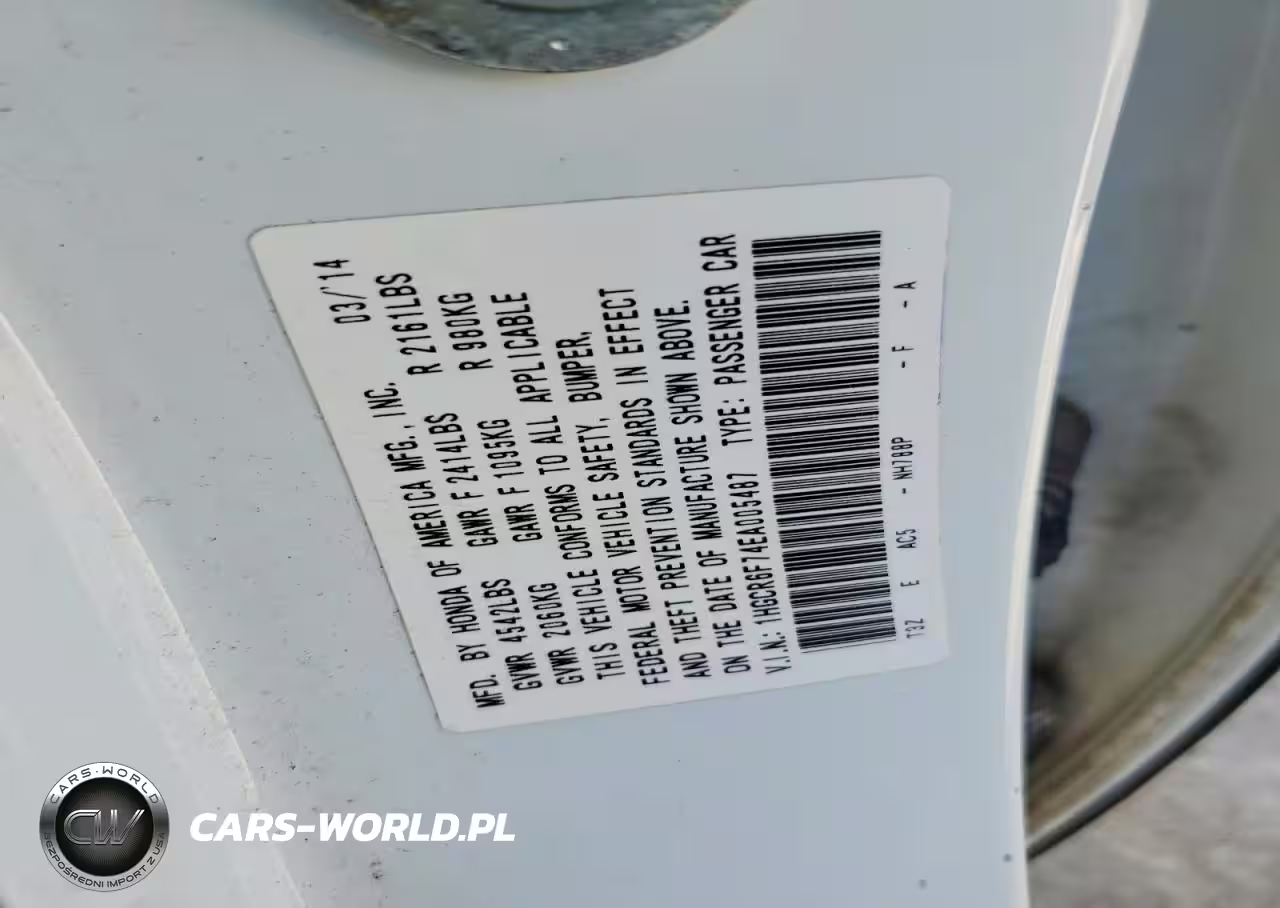 03/'14
MFD. BY HONDA OF AMERICA MFG., INC.
GVWR 4542LBS GAWR F 2414LBS R 2161LBS
GVWR 2060KG GAWR F 1095KG R 980KG
THIS VEHICLE CONFORMS TO ALL APPLICABLE
FEDERAL MOTOR VEHICLE SAFETY, BUMPER,
AND THEFT PREVENTION STANDARDS IN EFFECT
ON THE DATE OF MANUFACTURE SHOWN ABOVE.
V.I.N.: 1HGCR6F74EA005487 TYPE: PASSENGER CAR
T3Z E AC5 - NH788P - F - A
CARS-WORLD
CW
BEZPOŚREDNI IMPORT Z USA
CARS-WORLD.PL